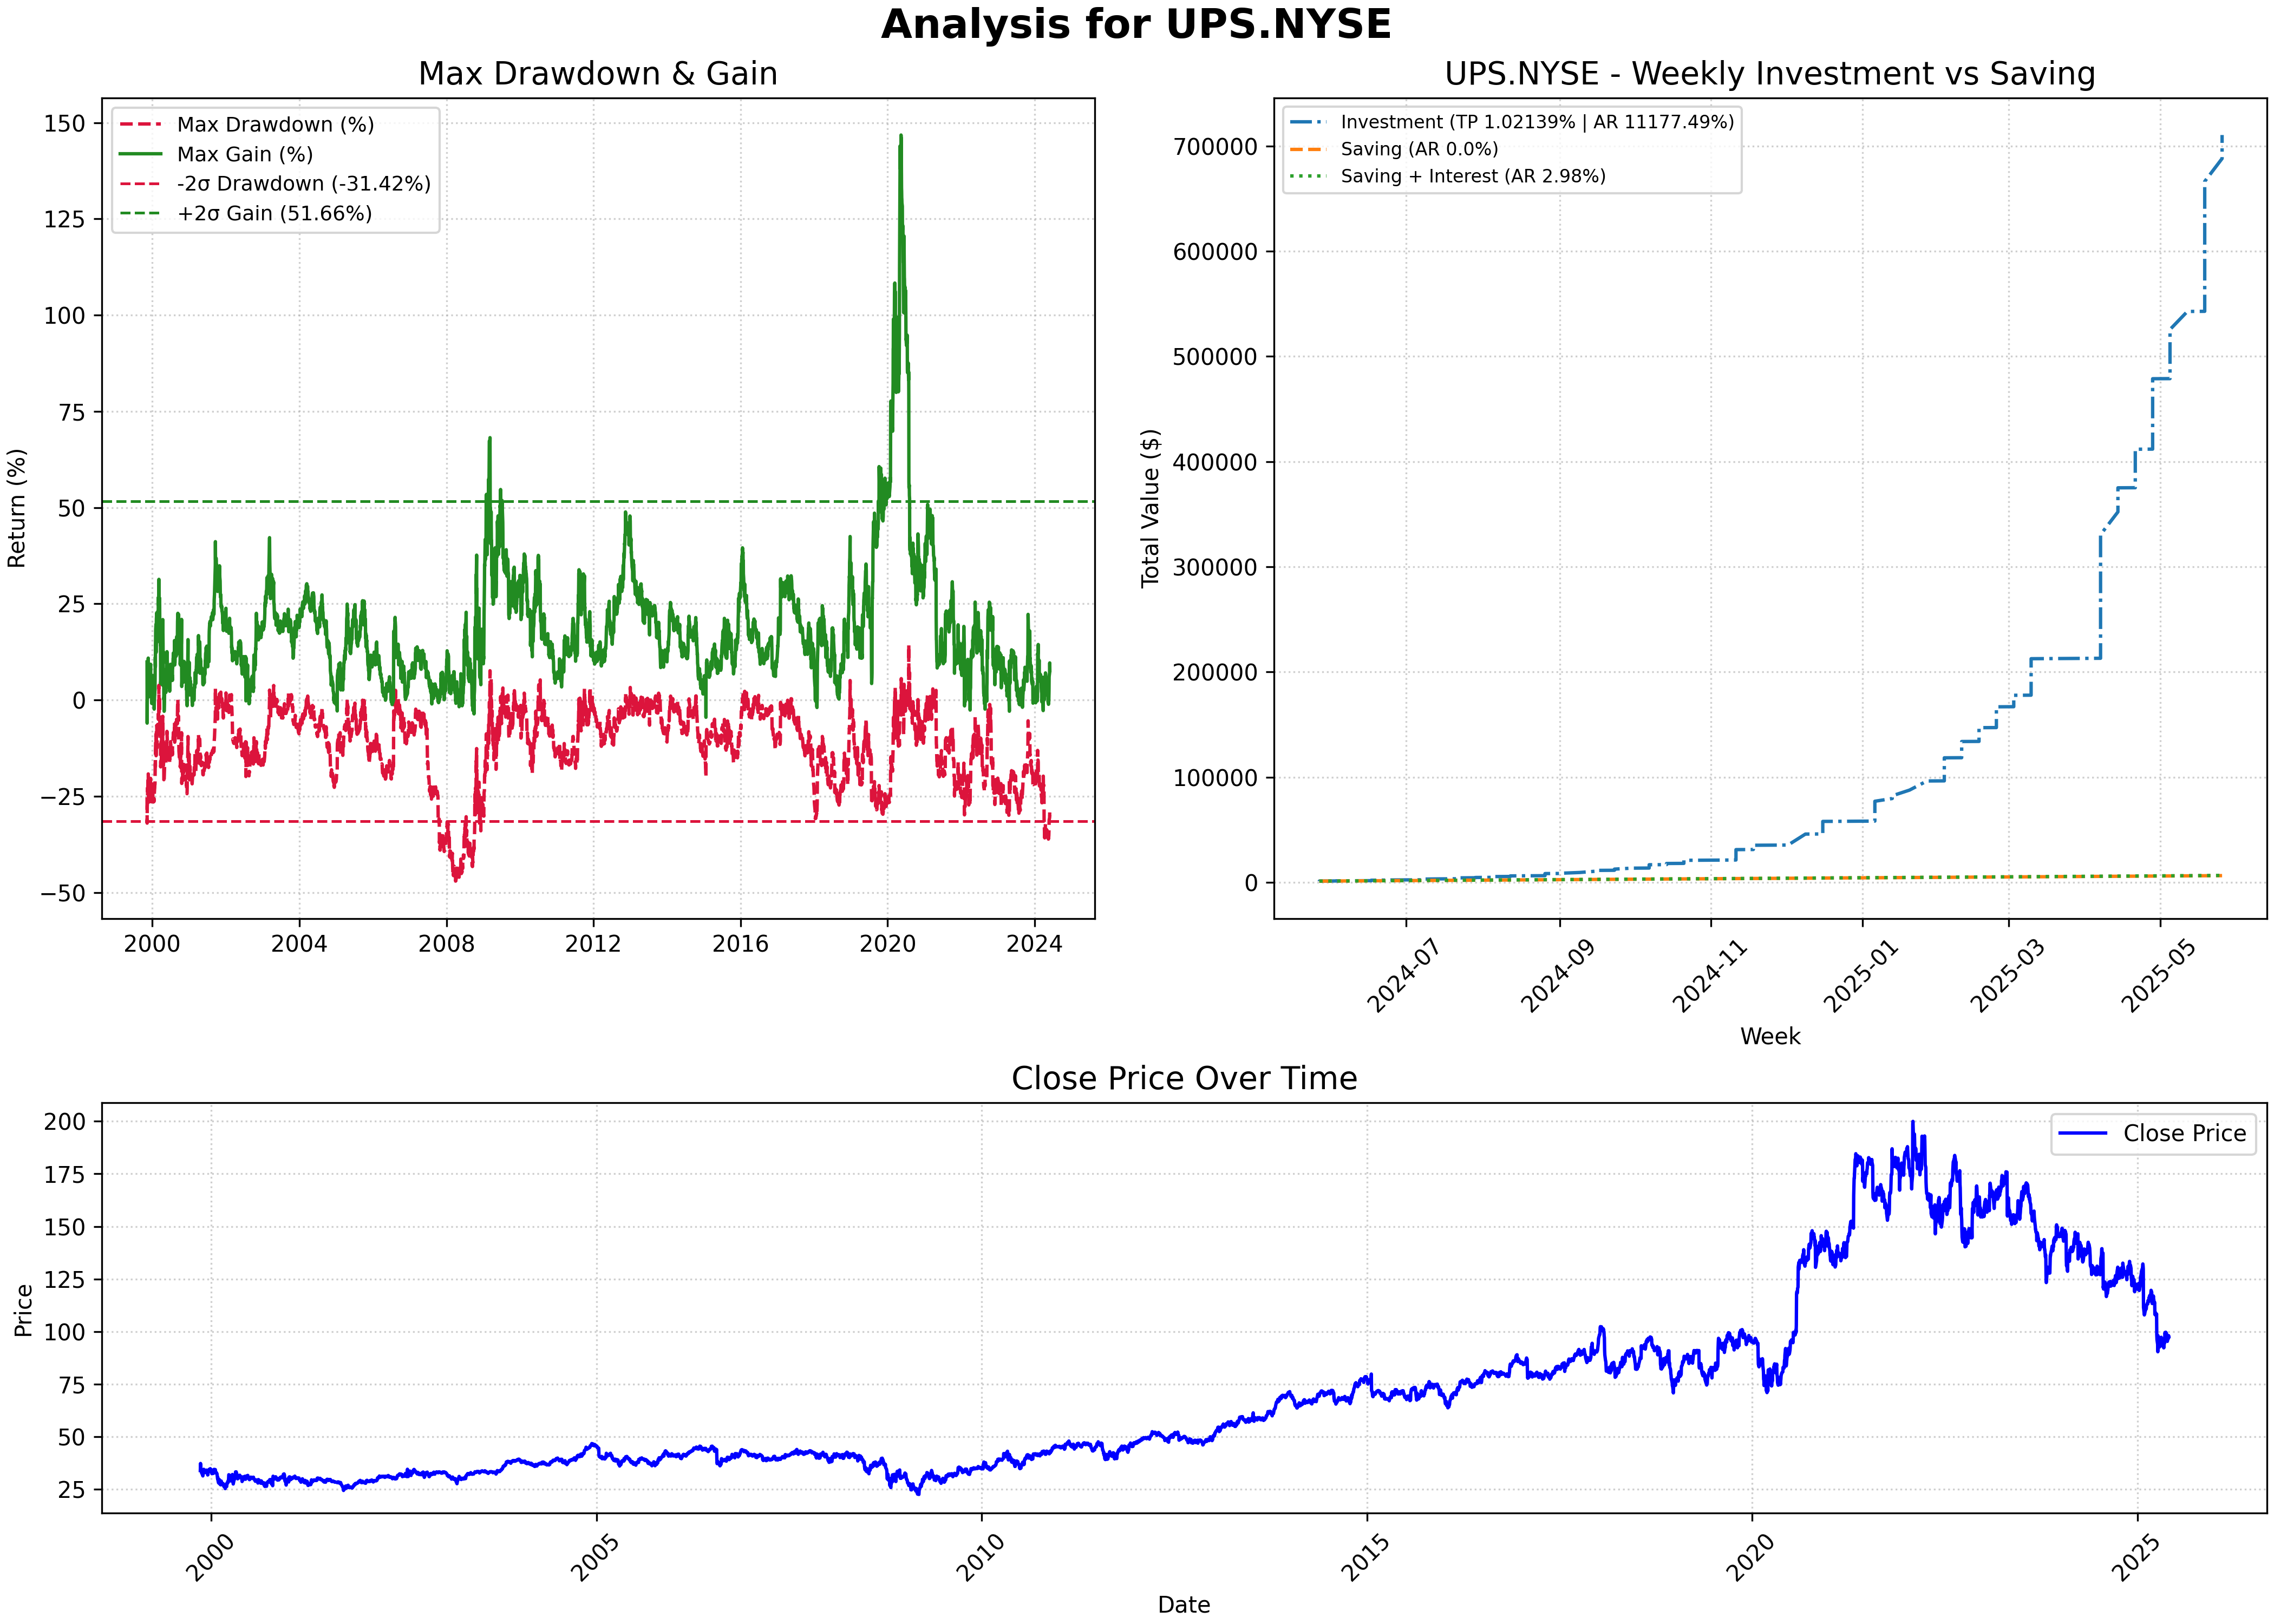 Analysis for UPS.NYSE
Max Drawdown & Gain
Max Drawdown (%)
Max Gain (%)
-2σ Drawdown (-31.42%)
+2σ Gain (51.66%)
Return (%)
150
125
100
75
50
25
0
−25
−50
2000
2004
2008
2012
2016
2020
2024
UPS.NYSE - Weekly Investment vs Saving
Investment (TP 1.02139% | AR 11177.49%)
Saving (AR 0.0%)
Saving + Interest (AR 2.98%)
Total Value ($)
700000
600000
500000
400000
300000
200000
100000
0
2024-07
2024-09
2024-11
2025-01
2025-03
2025-05
Week
Close Price Over Time
Close Price
Price
200
175
150
125
100
75
50
25
2000
2005
2010
2015
2020
2025
Date